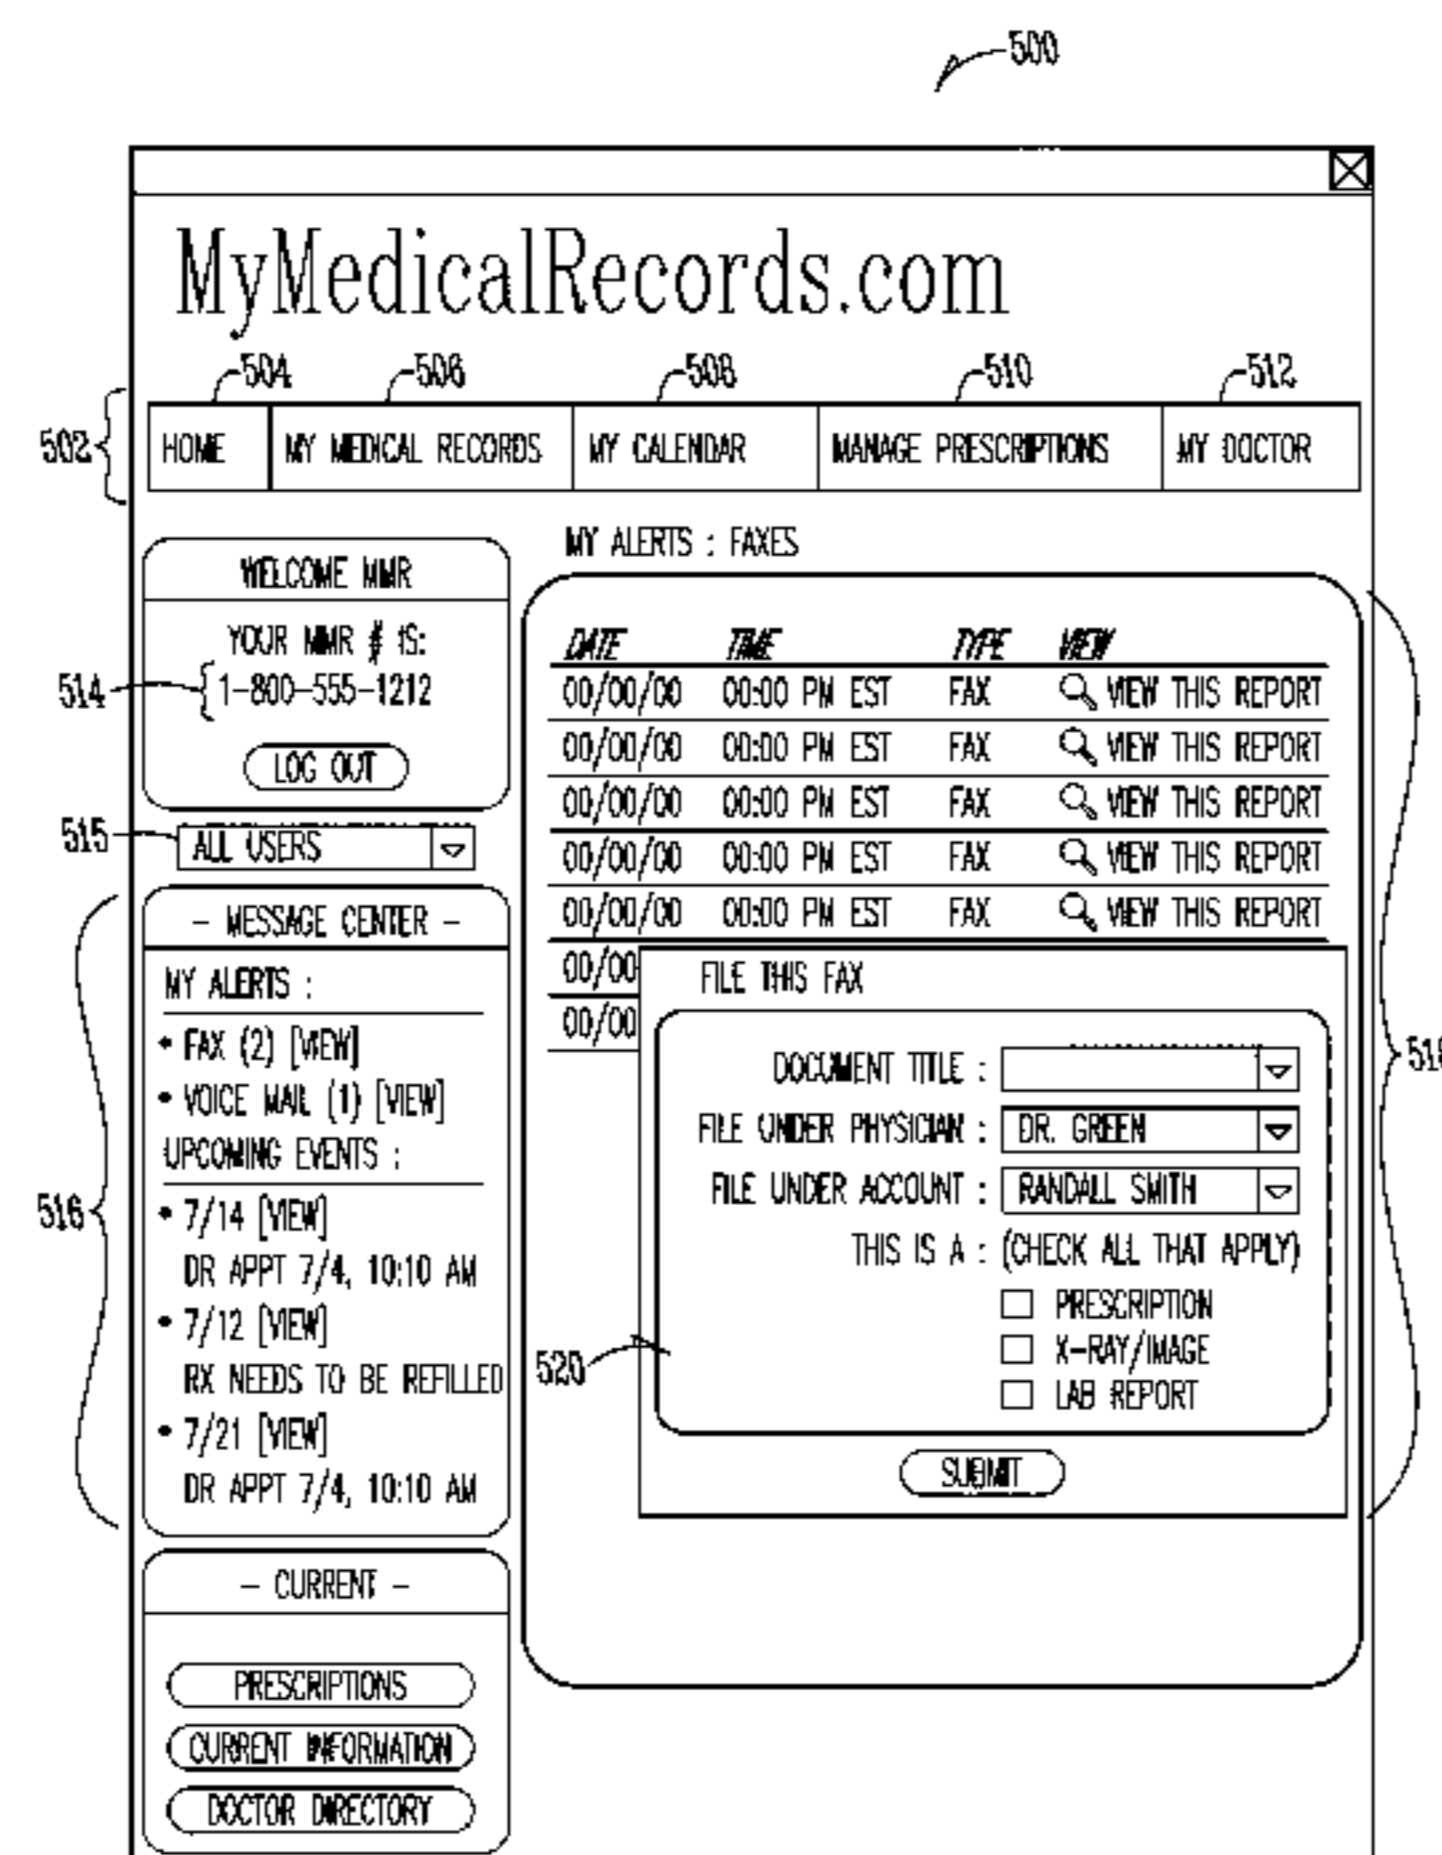 500
MyMedicalRecords.com
504 506 508 510 512
502
HOME MY MEDICAL RECORDS MY CALENDAR MANAGE PRESCRIPTIONS MY DOCTOR
WELCOME MMR
YOUR MMR # IS:
514
1-800-555-1212
LOG OUT
515
ALL USERS
516
- MESSAGE CENTER -
MY ALERTS :
• FAX (2) [VIEW]
• VOICE MAIL (1) [VIEW]
UPCOMING EVENTS :
• 7/14 [VIEW]
DR APPT 7/4, 10:10 AM
• 7/12 [VIEW]
RX NEEDS TO BE REFILLED
• 7/21 [VIEW]
DR APPT 7/4, 10:10 AM
- CURRENT -
PRESCRIPTIONS
CURRENT INFORMATION
DOCTOR DIRECTORY
MY ALERTS : FAXES
DATE TIME TYPE VIEW
00/00/00 00:00 PM EST FAX VIEW THIS REPORT
00/00/00 00:00 PM EST FAX VIEW THIS REPORT
00/00/00 00:00 PM EST FAX VIEW THIS REPORT
00/00/00 00:00 PM EST FAX VIEW THIS REPORT
00/00/00 00:00 PM EST FAX VIEW THIS REPORT
00/00
00/00
FILE THIS FAX
DOCUMENT TITLE :
FILE UNDER PHYSICIAN : DR. GREEN
FILE UNDER ACCOUNT : RANDALL SMITH
THIS IS A : (CHECK ALL THAT APPLY)
PRESCRIPTION
X-RAY/IMAGE
LAB REPORT
520
SUBMIT